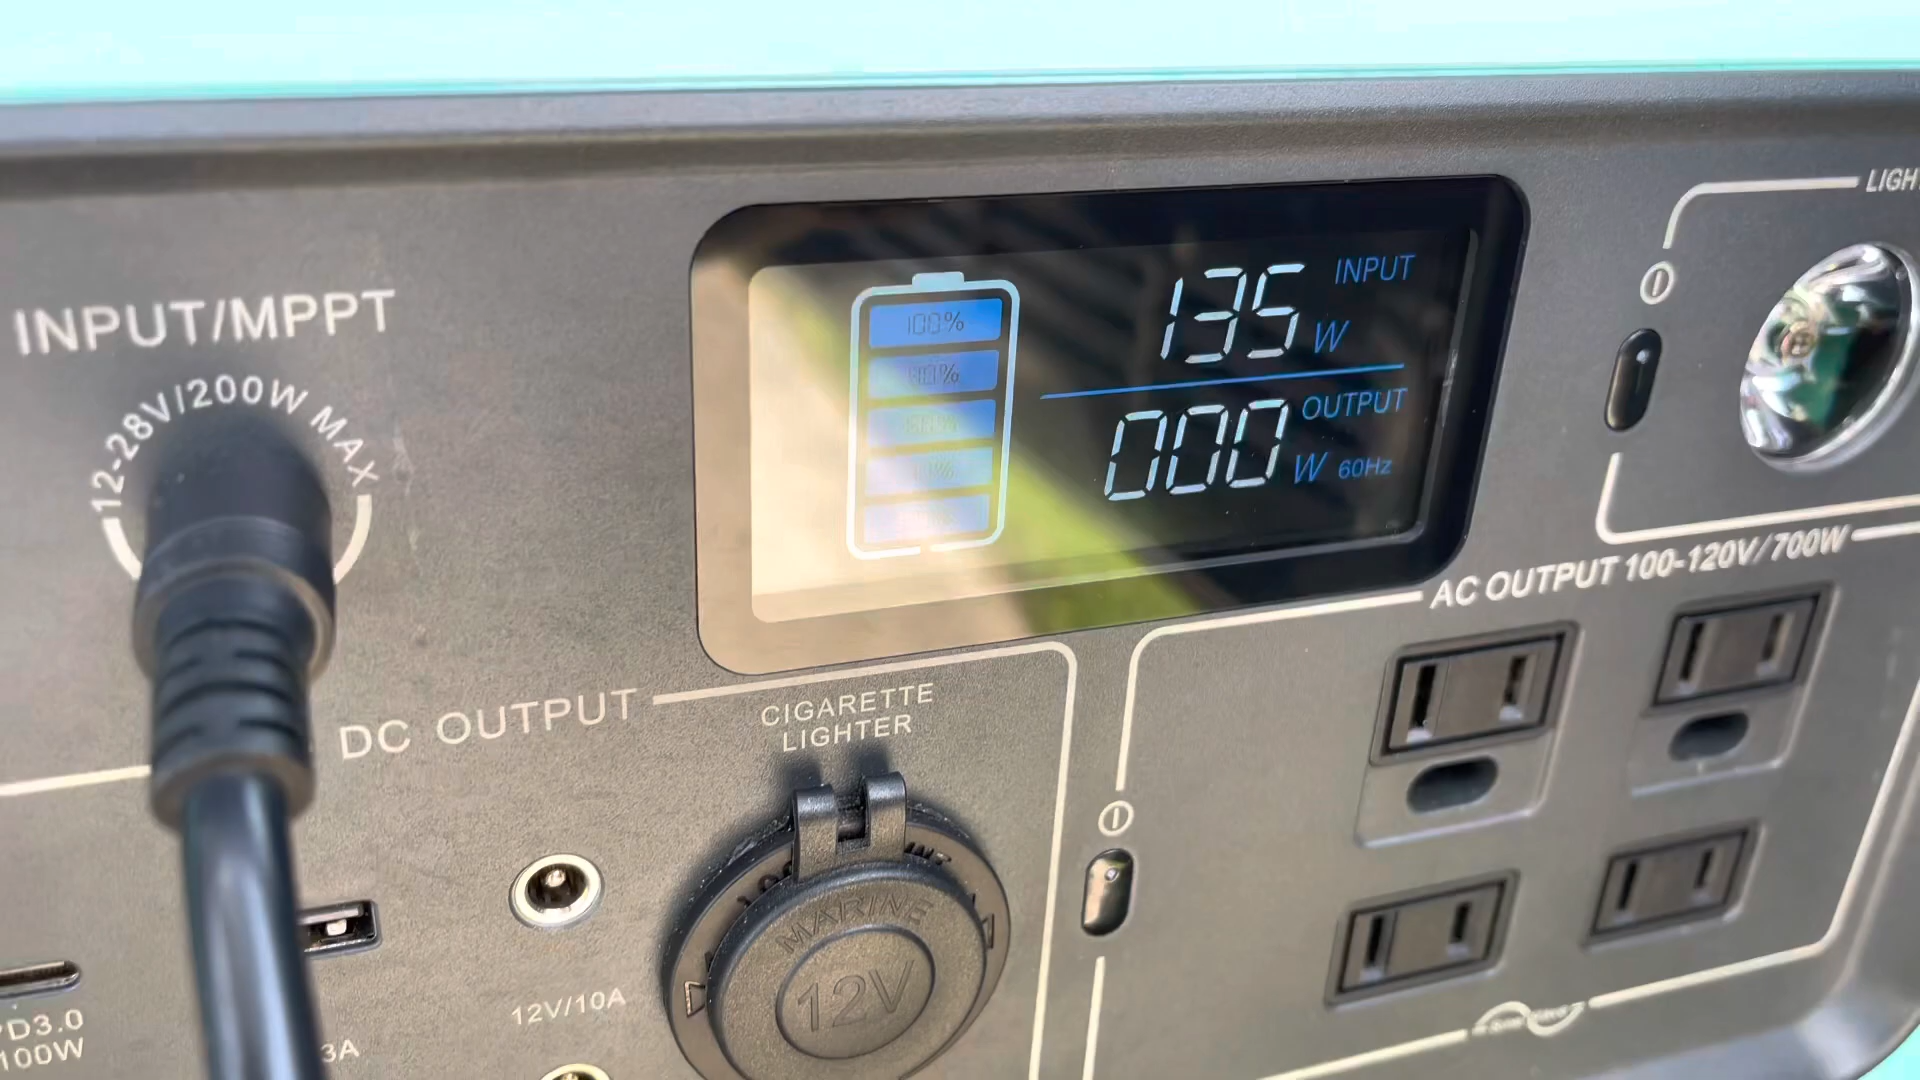 LIGH
INPUT/MPPT
12-28V/200W MAX
100%
135 W INPUT
000 W OUTPUT
60Hz
AC OUTPUT 100-120V/700W
DC OUTPUT
CIGARETTE
LIGHTER
MARINE
12V
12V/10A
3A
PD3.0
100W